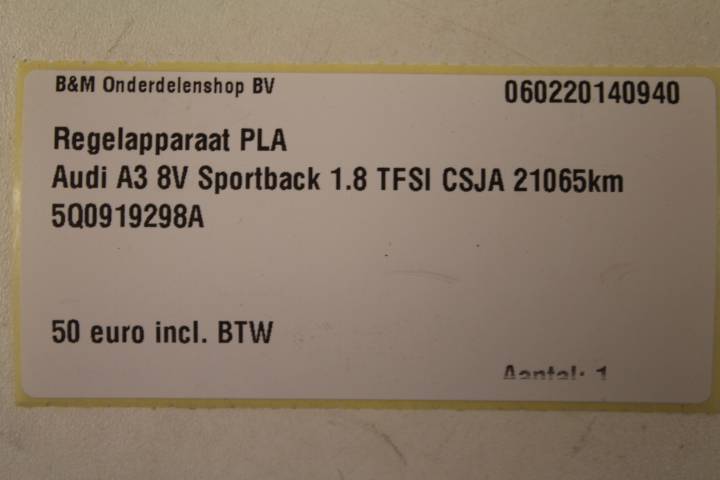 B&M Onderdelenshop BV
060220140940
Regelapparaat PLA
Audi A3 8V Sportback 1.8 TFSI CSJA 21065km
5Q0919298A
50 euro incl. BTW
Aantal: 1